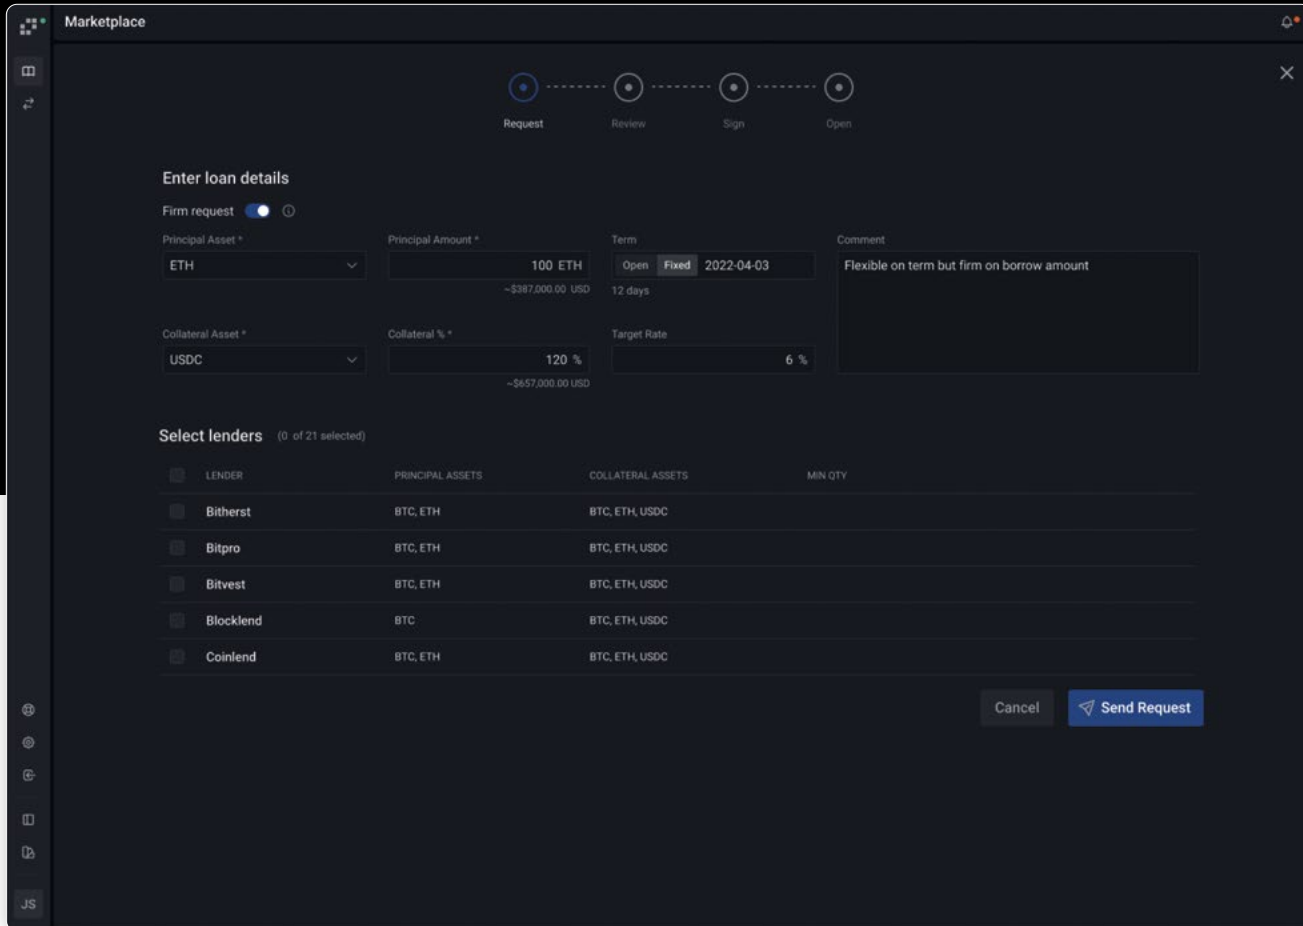 Marketplace
Request
Review
Sign
Open
Enter loan details
Firm request
Principal Asset *
Principal Amount *
Term
Comment
ETH
100 ETH
Open Fixed 2022-04-03
Flexible on term but firm on borrow amount
~$387,000.00 USD
12 days
Collateral Asset *
Collateral % *
Target Rate
USDC
120 %
6 %
~$657,000.00 USD
Select lenders (0 of 21 selected)
LENDER PRINCIPAL ASSETS COLLATERAL ASSETS MIN QTY
Bitherst BTC, ETH BTC, ETH, USDC
Bitpro BTC, ETH BTC, ETH, USDC
Bitvest BTC, ETH BTC, ETH, USDC
Blocklend BTC BTC, ETH, USDC
Coinlend BTC, ETH BTC, ETH, USDC
Cancel
Send Request
JS